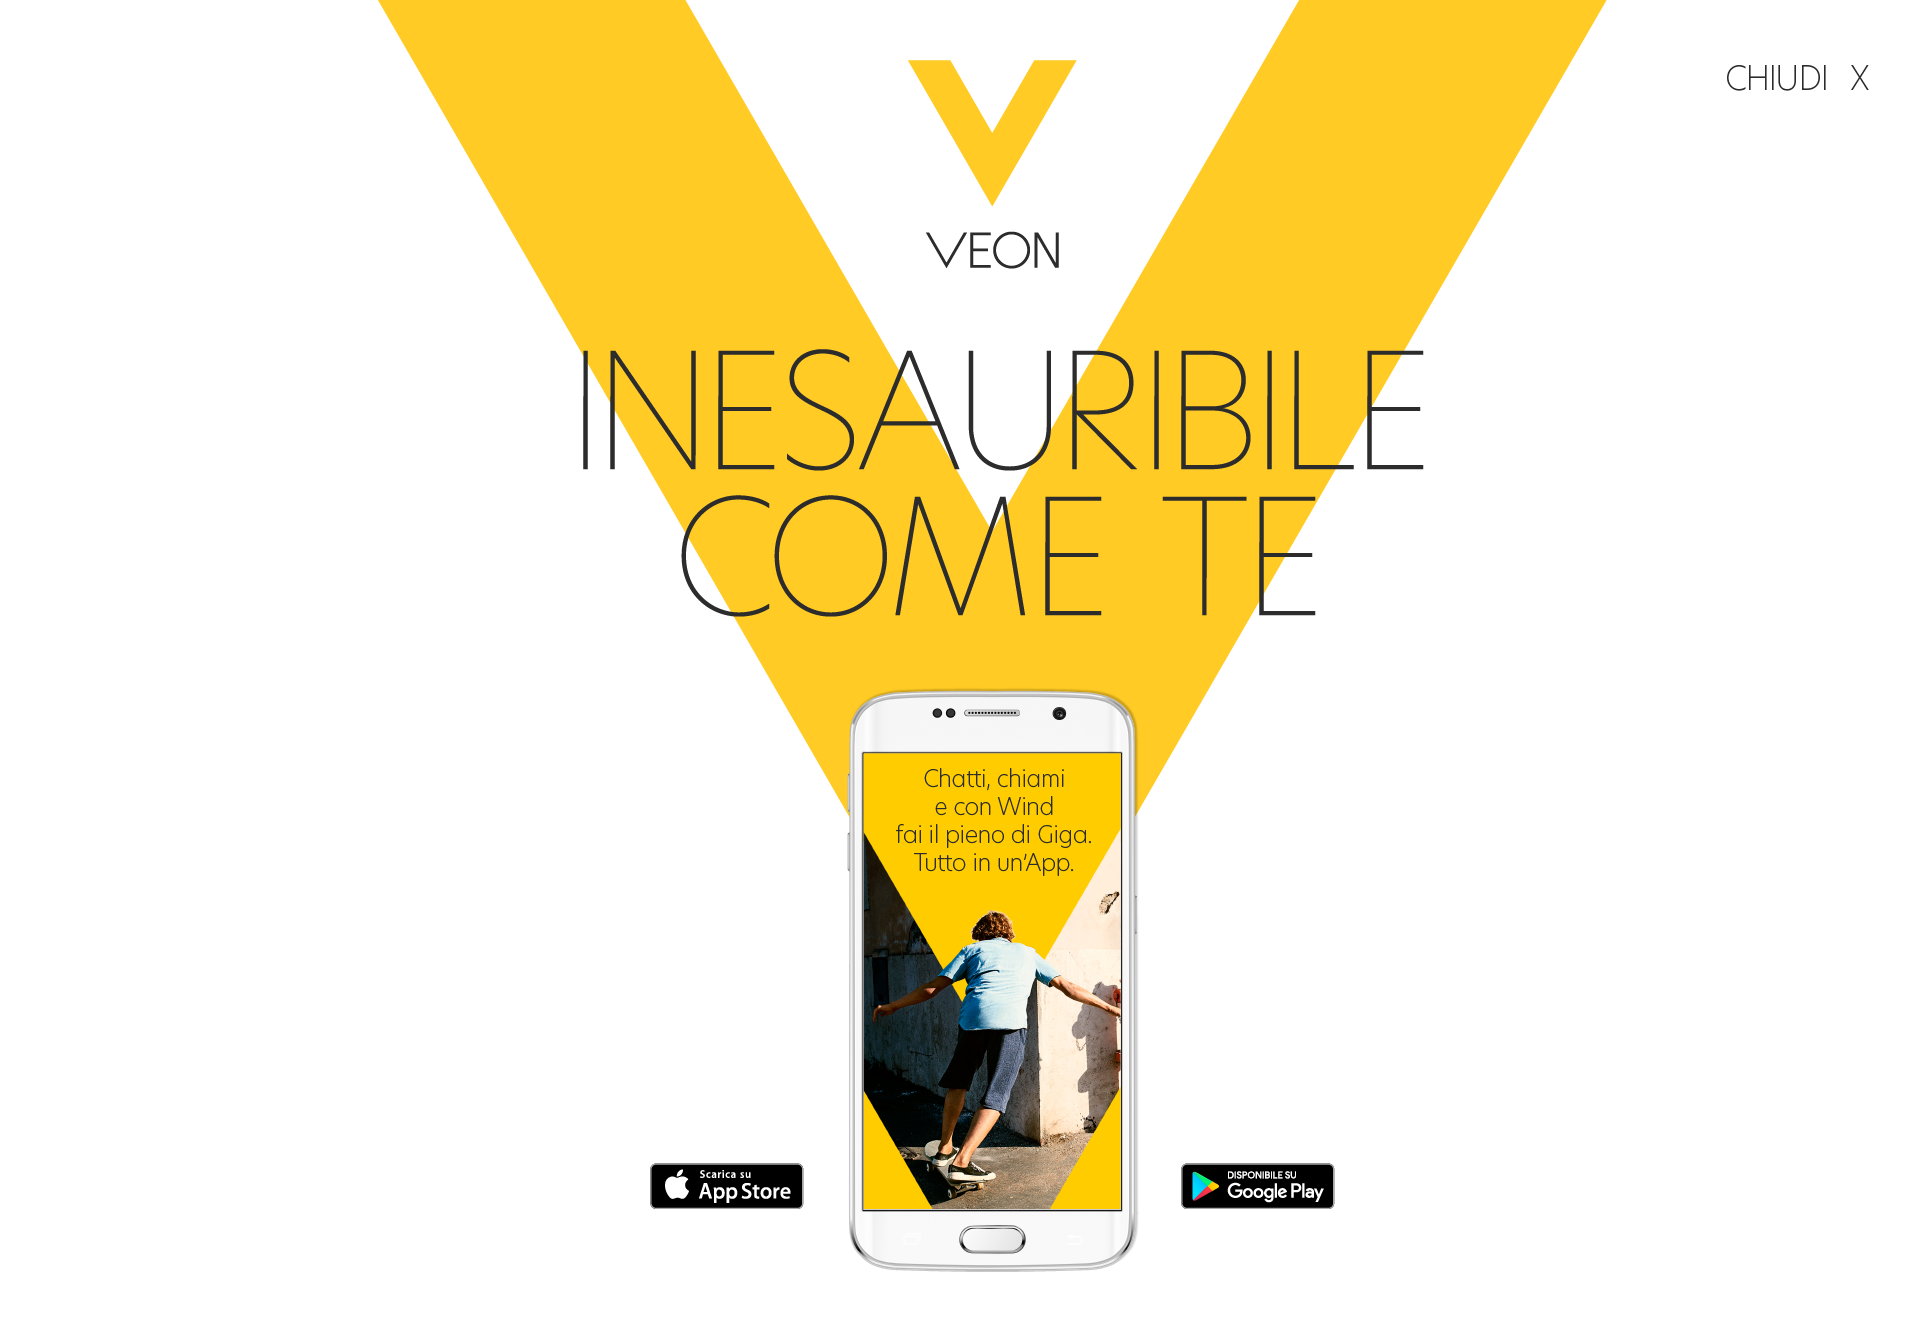 CHIUDI X
VEON
INESAURIBILE
COME TE
Chatti, chiami
e con Wind
fai il pieno di Giga.
Tutto in un'App.
Scarica su
App Store
DISPONIBILE SU
Google Play